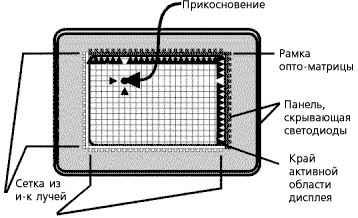 Прикосновение
Рамка
опто-матрицы
Панель,
скрывающая
светодиоды
Край
активной
области
дисплея
Сетка из
и-к лучей